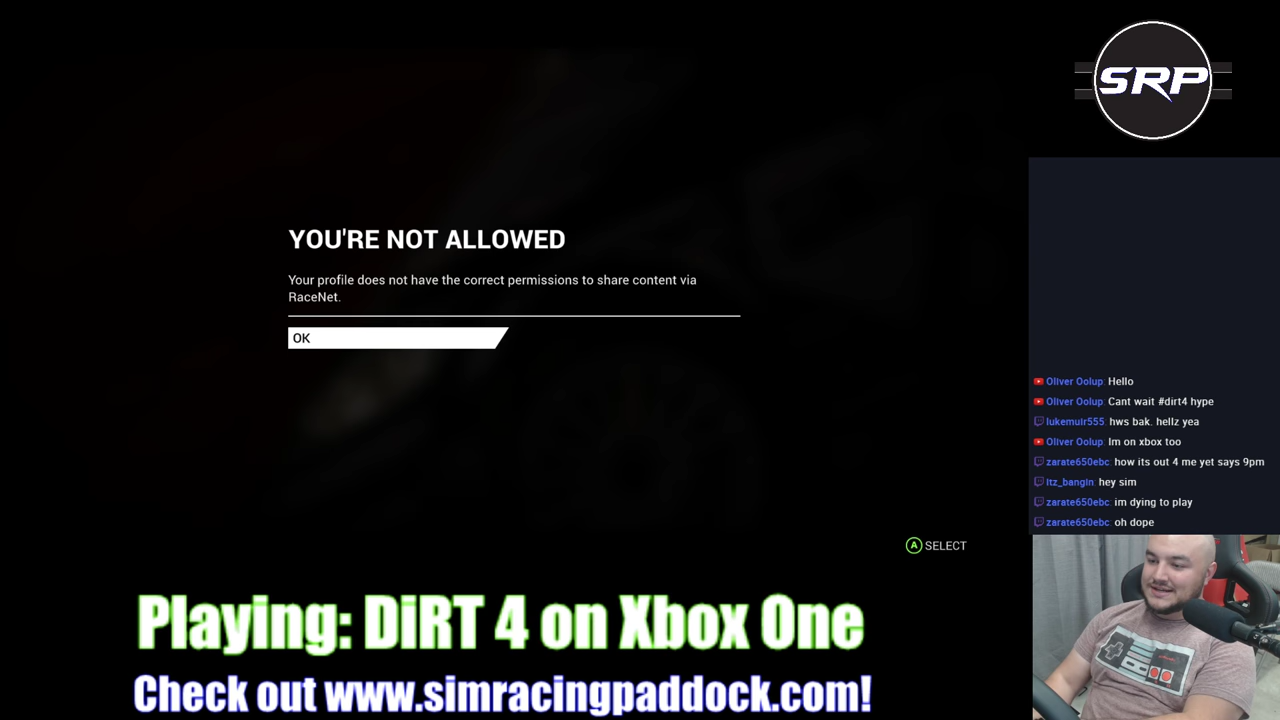 SRP
YOU'RE NOT ALLOWED
Your profile does not have the correct permissions to share content via
RaceNet.
OK
Oliver Oolup: Hello
Oliver Oolup: Cant wait #dirt4 hype
lukemuir555: hws bak. hellz yea
Oliver Oolup: Im on xbox too
zarate650ebc: how its out 4 me yet says 9pm
itz_bangin: hey sim
zarate650ebc: im dying to play
zarate650ebc: oh dope
A SELECT
Playing: DiRT 4 on Xbox One
Check out www.simracingpaddock.com!